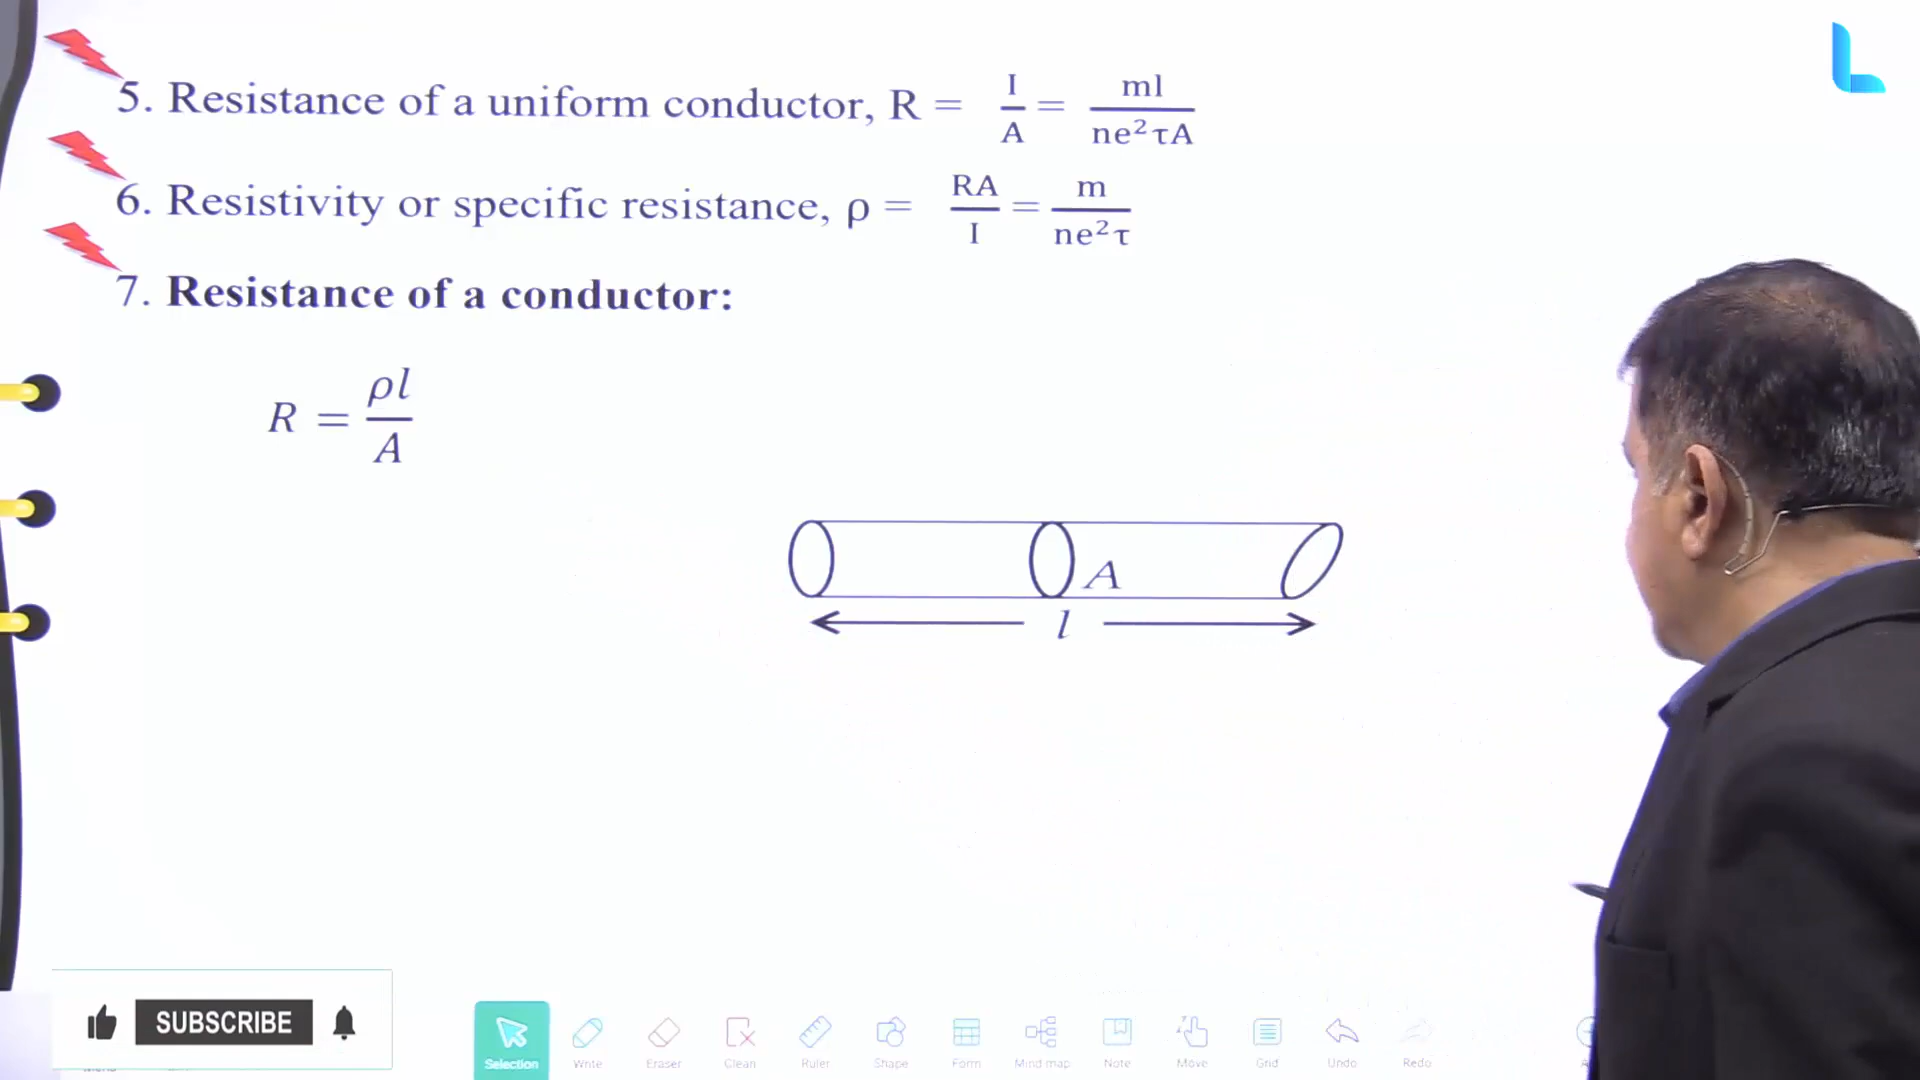 5. Resistance of a uniform conductor, R = I/A = ml/ne²τA
6. Resistivity or specific resistance, ρ = RA/I = m/ne²τ
7. Resistance of a conductor:
R = ρl/A
A
l
SUBSCRIBE
Selection Write Eraser Clean Ruler Shape Form Mind map Note Move Grid Undo Redo